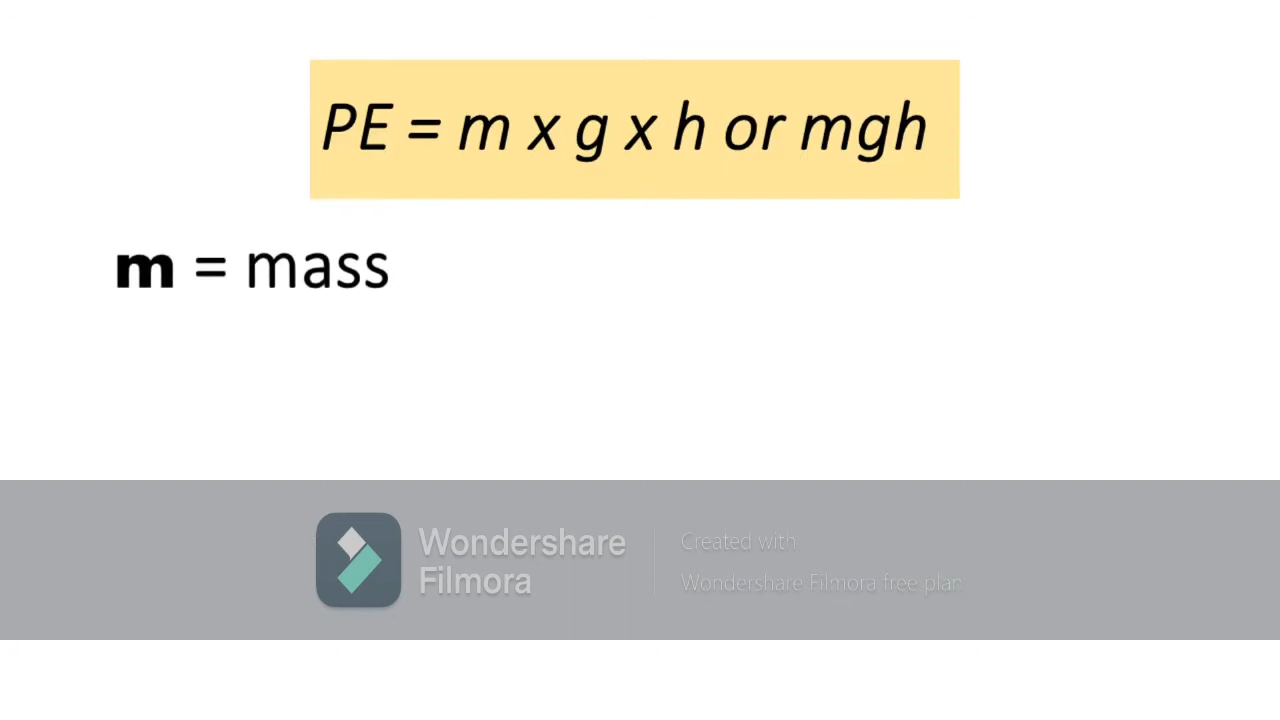 PE = m x g x h or mgh
m = mass
Wondershare
Filmora
Created with
Wondershare Filmora free plan